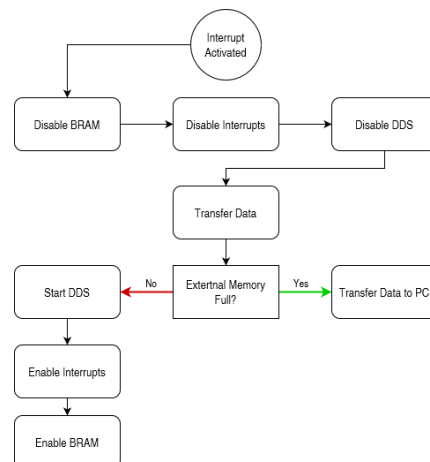 Interrupt
Activated
Disable BRAM
Disable Interrupts
Disable DDS
Transfer Data
No
Yes
Start DDS
Extertnal Memory
Full?
Transfer Data to PC
Enable Interrupts
Enable BRAM